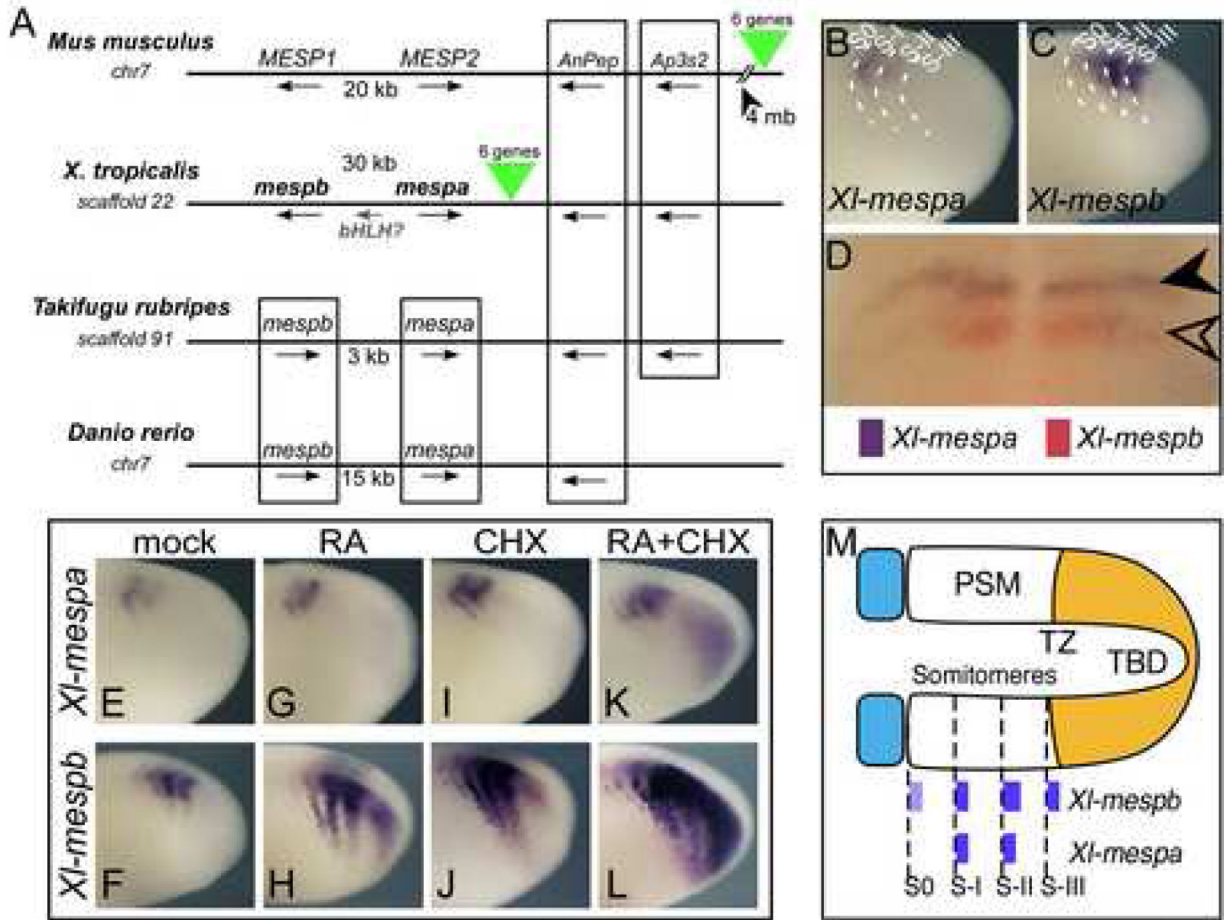 A
Mus musculus
chr7
MESP1
MESP2
AnPep
Ap3s2
6 genes
20 kb
4 mb
X. tropicalis
scaffold 22
30 kb
mespb
mespa
6 genes
bHLH?
Takifugu rubripes
scaffold 91
mespb
mespa
3 kb
Danio rerio
chr7
mespb
mespa
15 kb
B
Xl-mespa
C
Xl-mespb
D
Xl-mespa
Xl-mespb
mock
RA
CHX
RA+CHX
Xl-mespa
E
G
I
K
Xl-mespb
F
H
J
L
M
PSM
TZ
TBD
Somitomeres
Xl-mespb
Xl-mespa
S0
S-I
S-II
S-III